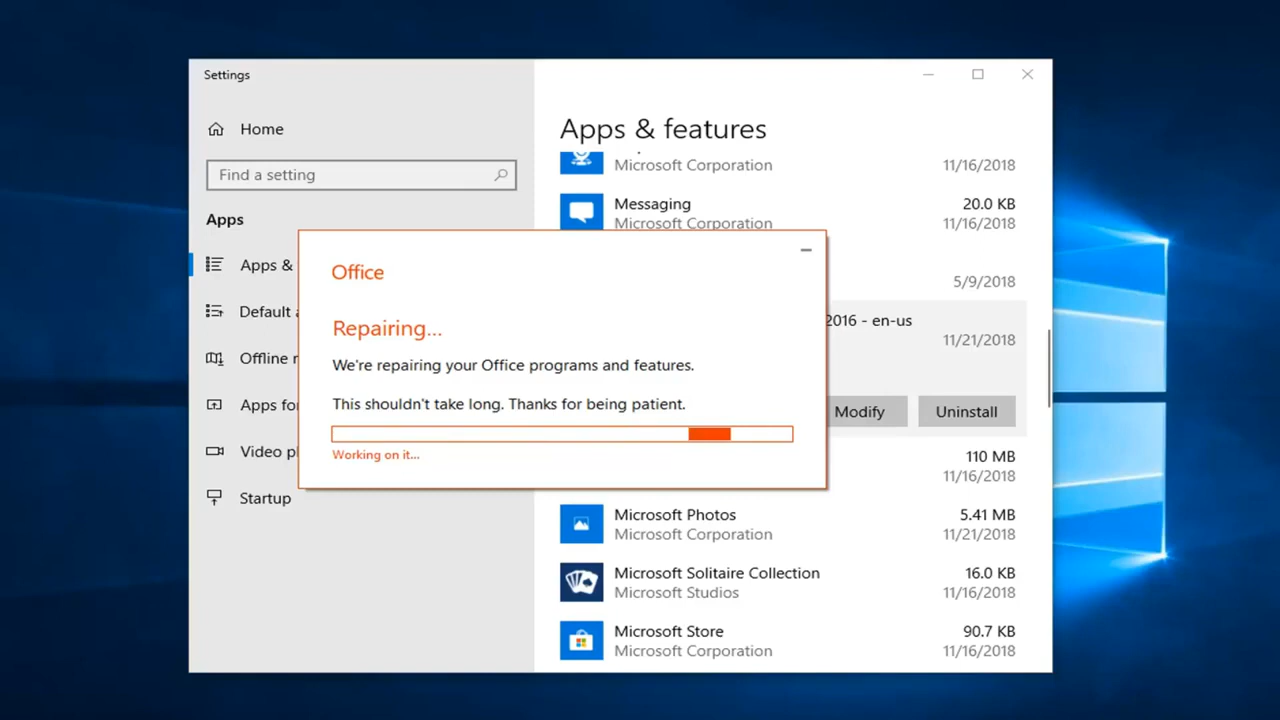 Settings
Home
Find a setting
Apps
Apps &
Default a
Offline m
Apps for
Video pl
Startup
Apps & features
Microsoft Corporation
11/16/2018
Messaging
20.0 KB
Microsoft Corporation
11/16/2018
5/9/2018
2016 - en-us
11/21/2018
Modify
Uninstall
110 MB
11/16/2018
Microsoft Photos
5.41 MB
Microsoft Corporation
11/21/2018
Microsoft Solitaire Collection
16.0 KB
Microsoft Studios
11/16/2018
Microsoft Store
90.7 KB
Microsoft Corporation
11/16/2018
Office
Repairing...
We're repairing your Office programs and features.
This shouldn't take long. Thanks for being patient.
Working on it...